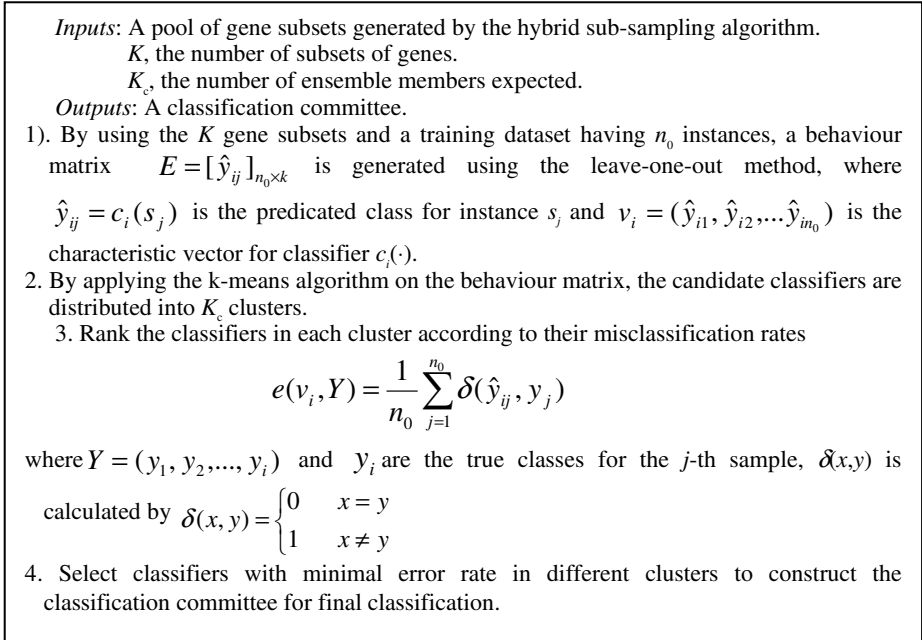 Inputs: A pool of gene subsets generated by the hybrid sub-sampling algorithm.
K, the number of subsets of genes.
K_c, the number of ensemble members expected.
Outputs: A classification committee.
1). By using the K gene subsets and a training dataset having n_0 instances, a behaviour
matrix E = [ŷ_ij]_{n_0×k} is generated using the leave-one-out method, where
ŷ_ij = c_i(s_j) is the predicated class for instance s_j and v_i = (ŷ_i1, ŷ_i2,...ŷ_in_0) is the
characteristic vector for classifier c_i(·).
2. By applying the k-means algorithm on the behaviour matrix, the candidate classifiers are
distributed into K_c clusters.
3. Rank the classifiers in each cluster according to their misclassification rates
e(v_i, Y) = \frac{1}{n_0} \sum_{j=1}^{n_0} δ(ŷ_ij, y_j)
where Y = (y_1, y_2,..., y_i) and y_i are the true classes for the j-th sample, δ(x,y) is
calculated by δ(x, y) = { 0 x = y
1 x ≠ y
4. Select classifiers with minimal error rate in different clusters to construct the
classification committee for final classification.